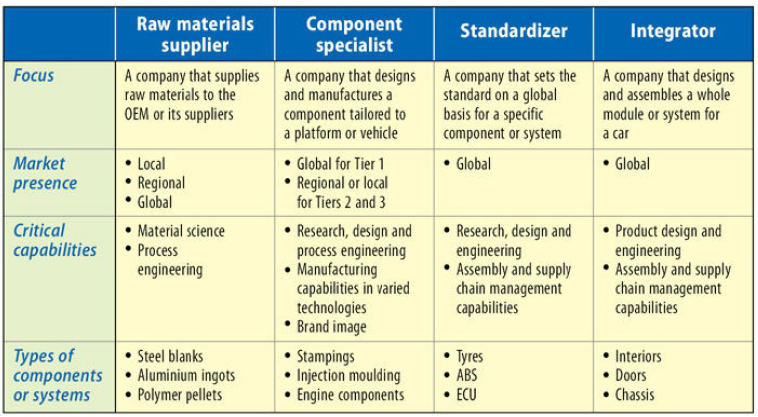 Raw materials supplier
Component specialist
Standardizer
Integrator
Focus
A company that supplies
raw materials to the
OEM or its suppliers
A company that designs
and manufactures a
component tailored to
a platform or vehicle
A company that sets the
standard on a global
basis for a specific
component or system
A company that designs
and assembles a whole
module or system for
a car
Market
presence
• Local
• Regional
• Global
• Global for Tier 1
• Regional or local
for Tiers 2 and 3
• Global
• Global
Critical
capabilities
• Material science
• Process
engineering
• Research, design and
process engineering
• Manufacturing
capabilities in varied
technologies
• Brand image
• Research, design and
engineering
• Assembly and supply
chain management
capabilities
• Product design and
engineering
• Assembly and supply
chain management
capabilities
Types of
components
or systems
• Steel blanks
• Aluminium ingots
• Polymer pellets
• Stampings
• Injection moulding
• Engine components
• Tyres
• ABS
• ECU
• Interiors
• Doors
• Chassis